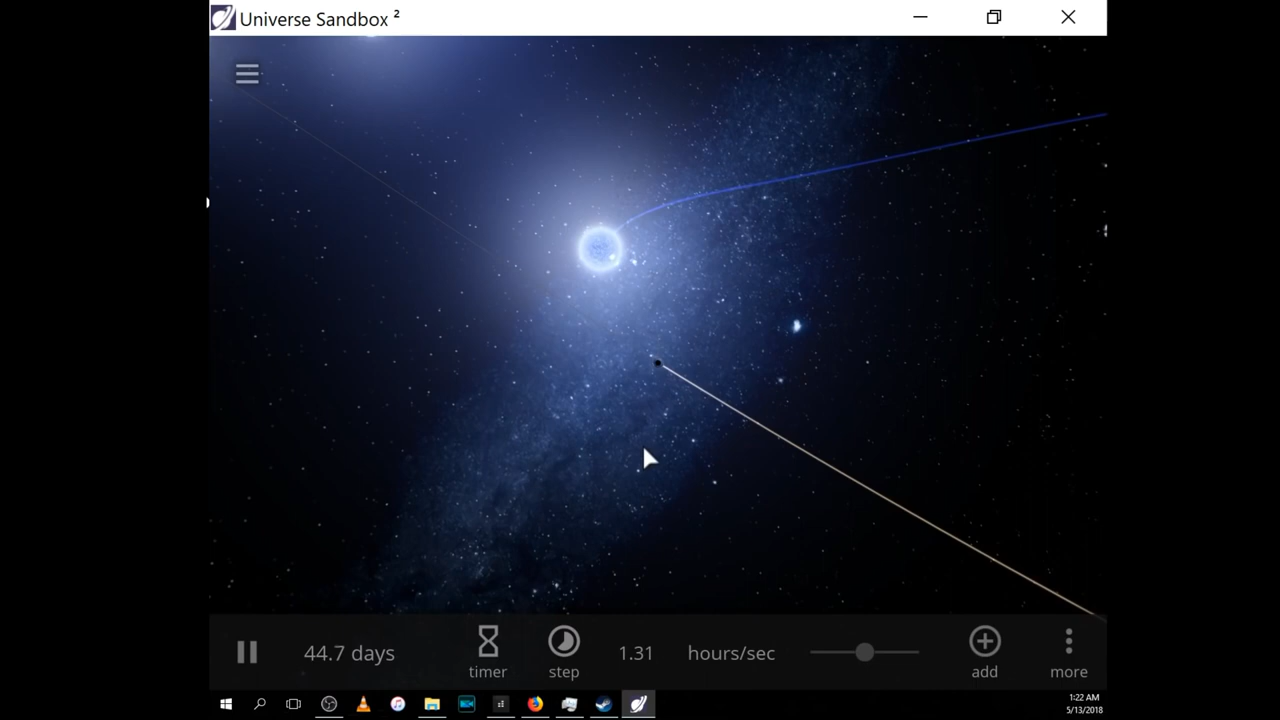 Universe Sandbox ²
44.7 days
timer
step
1.31 hours/sec
add
more
1:22 AM
5/13/2018